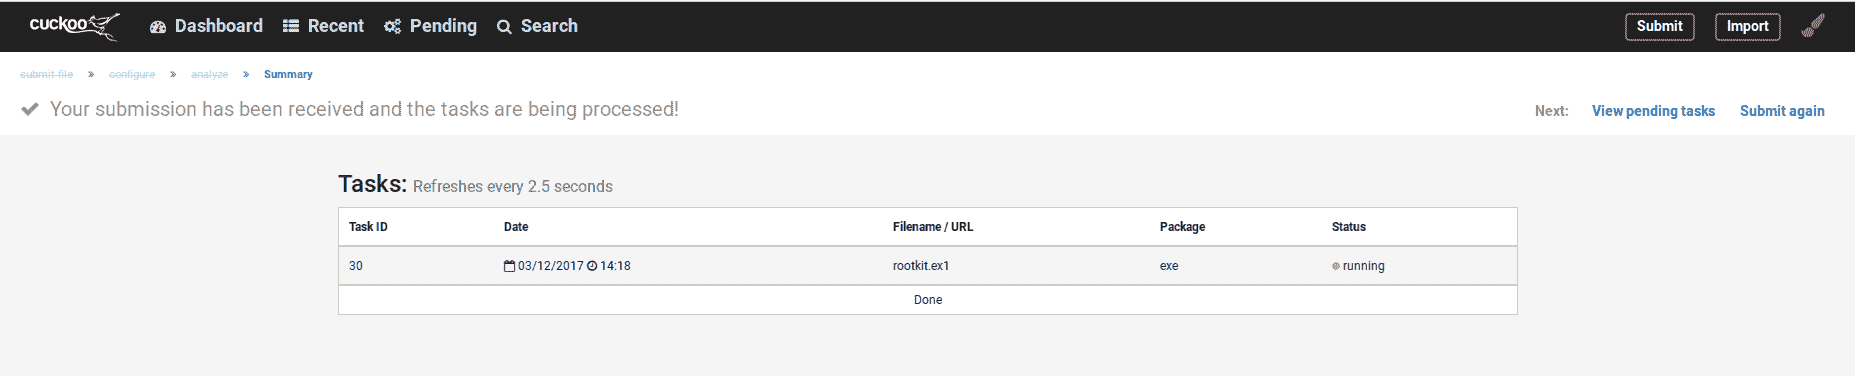 cuckoo Dashboard Recent Pending Search Submit Import
submit file » configure » analyze » Summary
Your submission has been received and the tasks are being processed! Next: View pending tasks Submit again
Tasks: Refreshes every 2.5 seconds
Task ID Date Filename / URL Package Status
30 03/12/2017 14:18 rootkit.ex1 exe running
Done